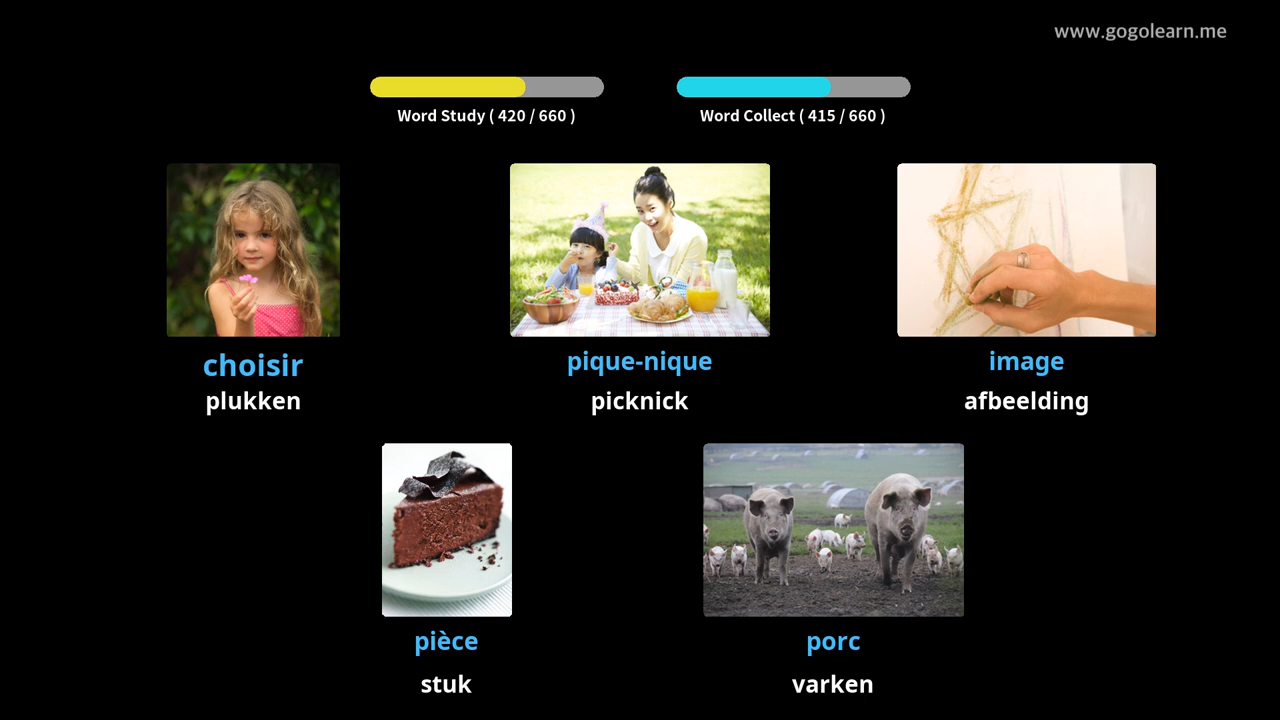 www.gogolearn.me
Word Study ( 420 / 660 )
Word Collect ( 415 / 660 )
choisir
plukken
pique-nique
picknick
image
afbeelding
pièce
stuk
porc
varken